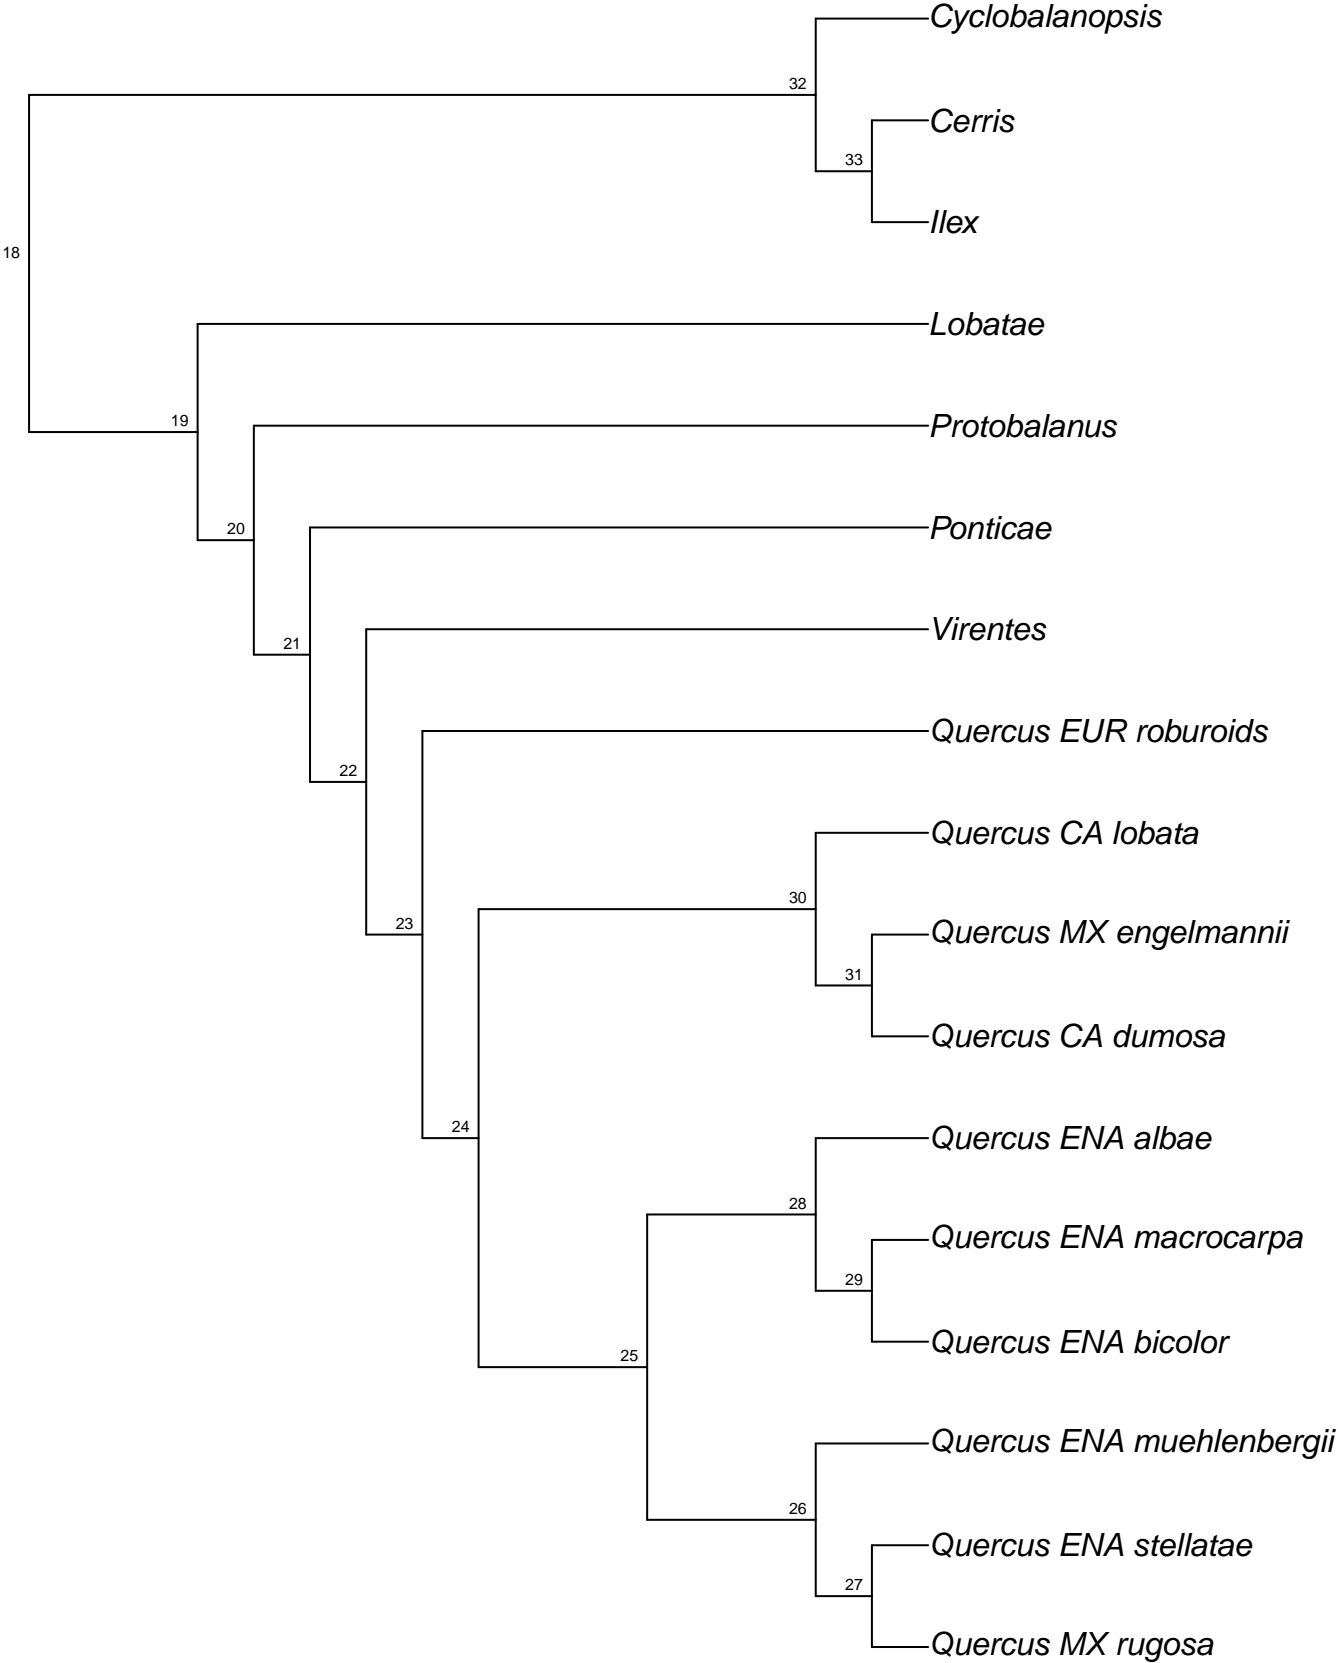 Cyclobalanopsis
32
Cerris
33
Ilex
18
Lobatae
19
Protobalanus
20
Ponticae
21
Virentes
22
Quercus EUR roburoids
Quercus CA lobata
30
23
Quercus MX engelmannii
31
Quercus CA dumosa
24
Quercus ENA albae
28
Quercus ENA macrocarpa
29
Quercus ENA bicolor
25
Quercus ENA muehlenbergii
26
Quercus ENA stellatae
27
Quercus MX rugosa